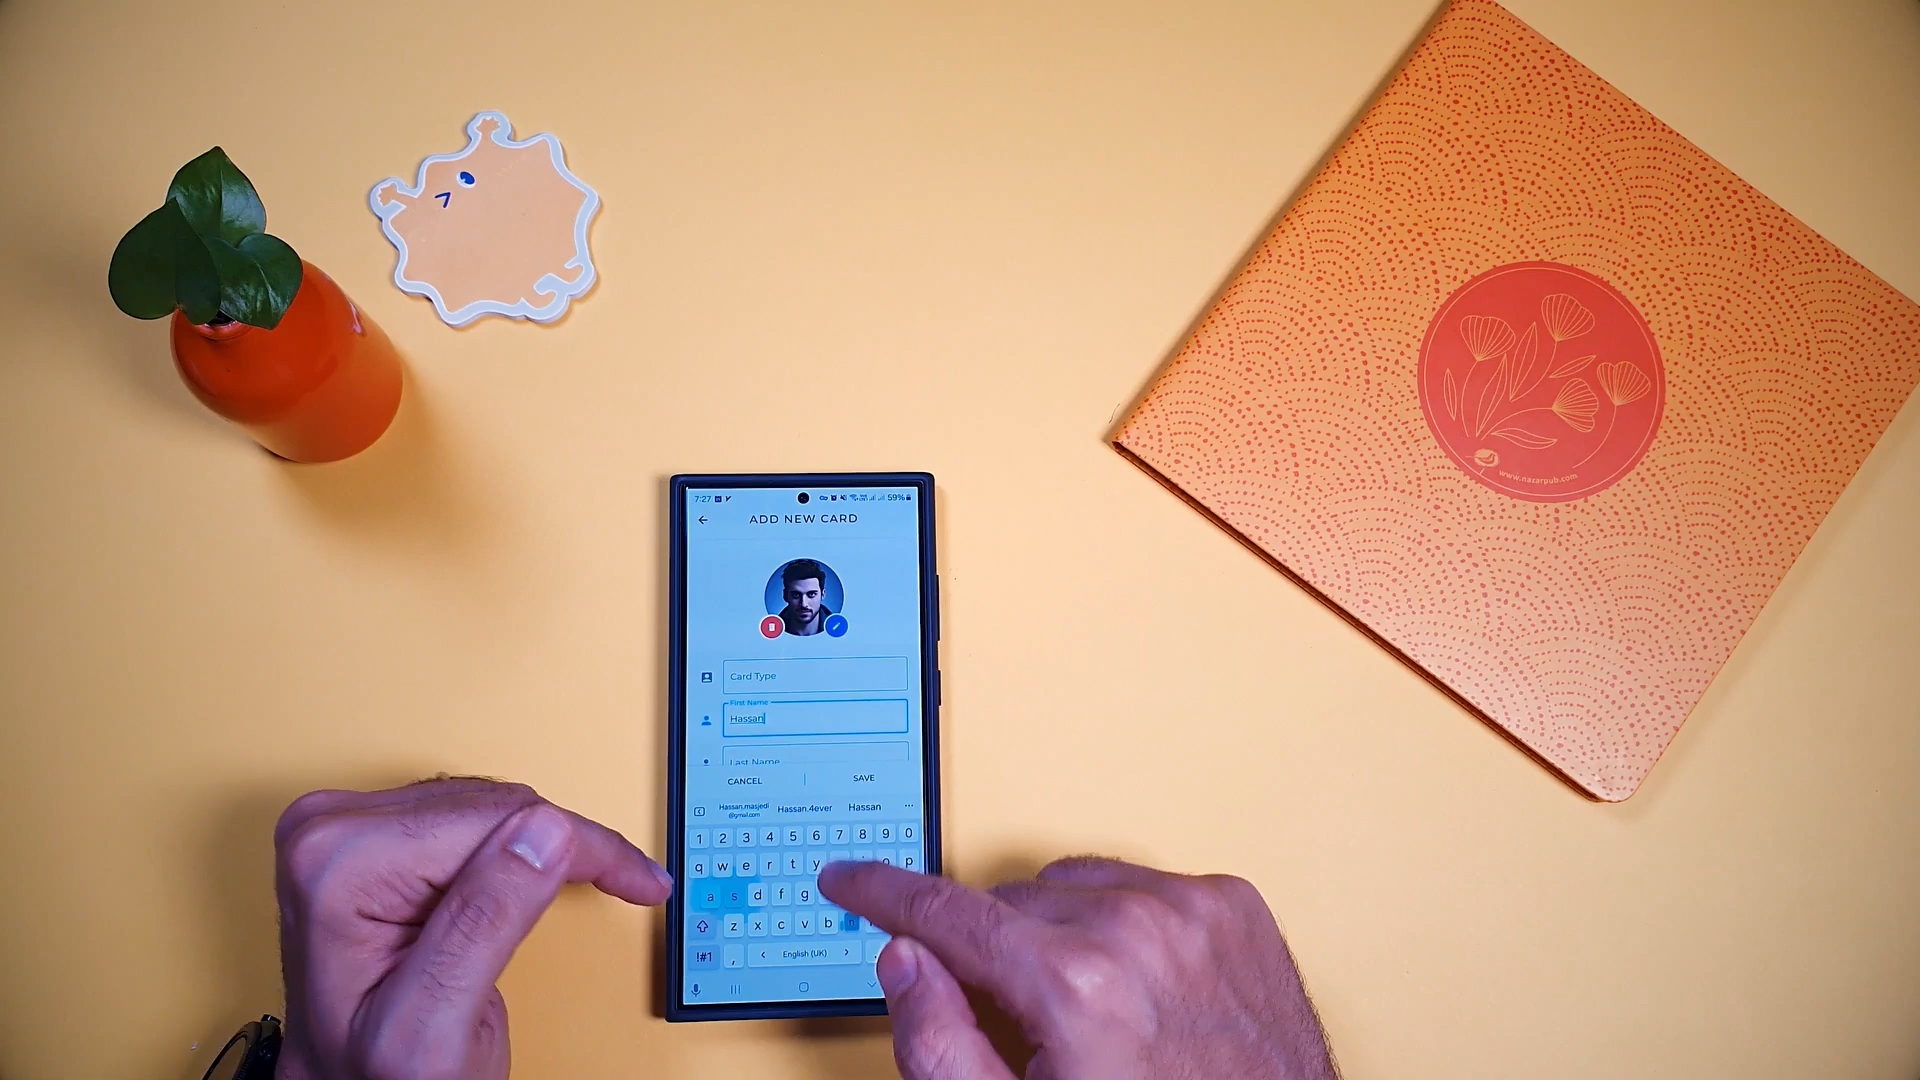 7:27
59%
ADD NEW CARD
Card Type
First Name
Hassan
Last Name
CANCEL
SAVE
Hassan.masjedi
@gmail.com
Hassan.4ever
Hassan
1 2 3 4 5 6 7 8 9 0
q w e r t y o p
a s d f g
z x c v b n
!#1 , English (UK) .
www.nazarpub.com